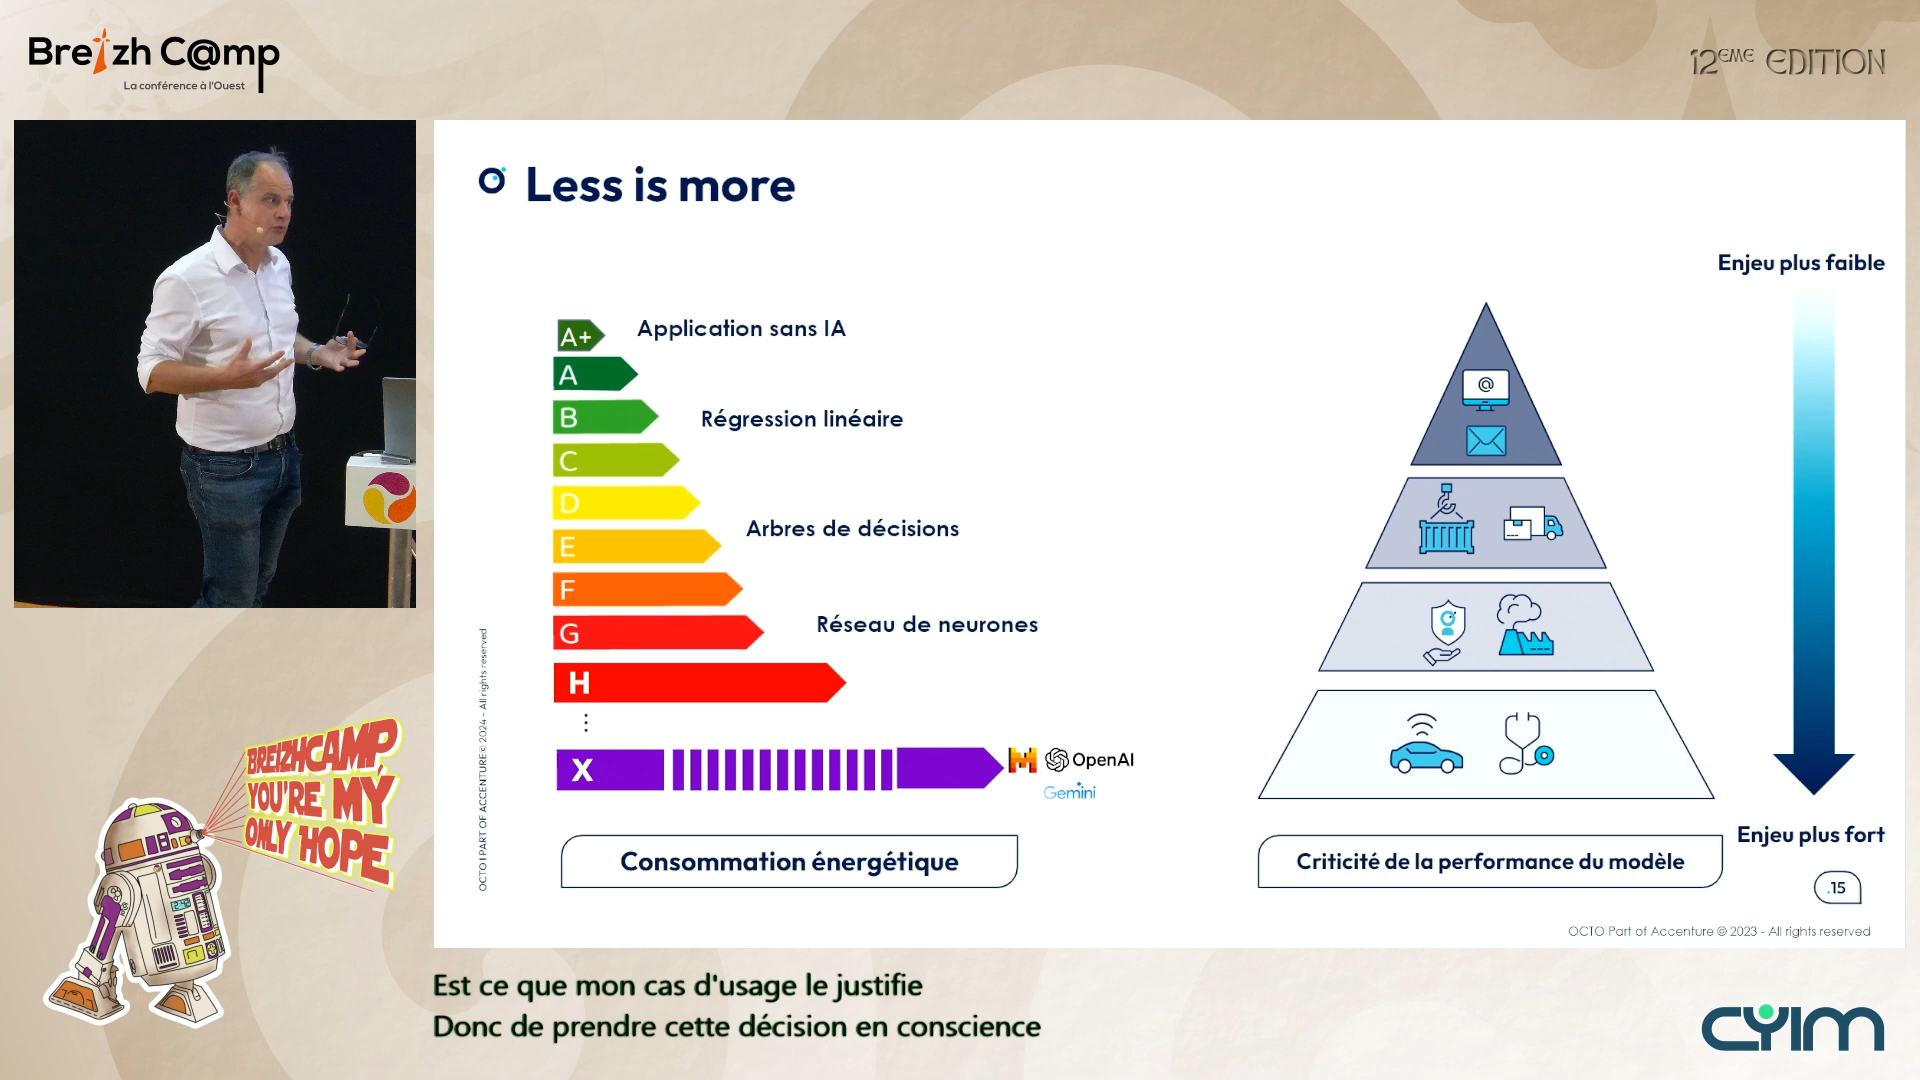 Breizh C@mp
La conférence à l'Ouest
12EME EDITION
Less is more
Enjeu plus faible
A+
Application sans IA
A
B
Régression linéaire
C
D
Arbres de décisions
E
F
G
Réseau de neurones
H
X
OpenAI
Gemini
Consommation énergétique
@
Criticité de la performance du modèle
Enjeu plus fort
.15
OCTO Part of Accenture © 2023 - All rights reserved
OCTO I PART OF ACCENTURE © 2024 - All rights reserved
BREIZHCAMP,
YOU'RE MY
ONLY HOPE
Est ce que mon cas d'usage le justifie
Donc de prendre cette décision en conscience
CYIM